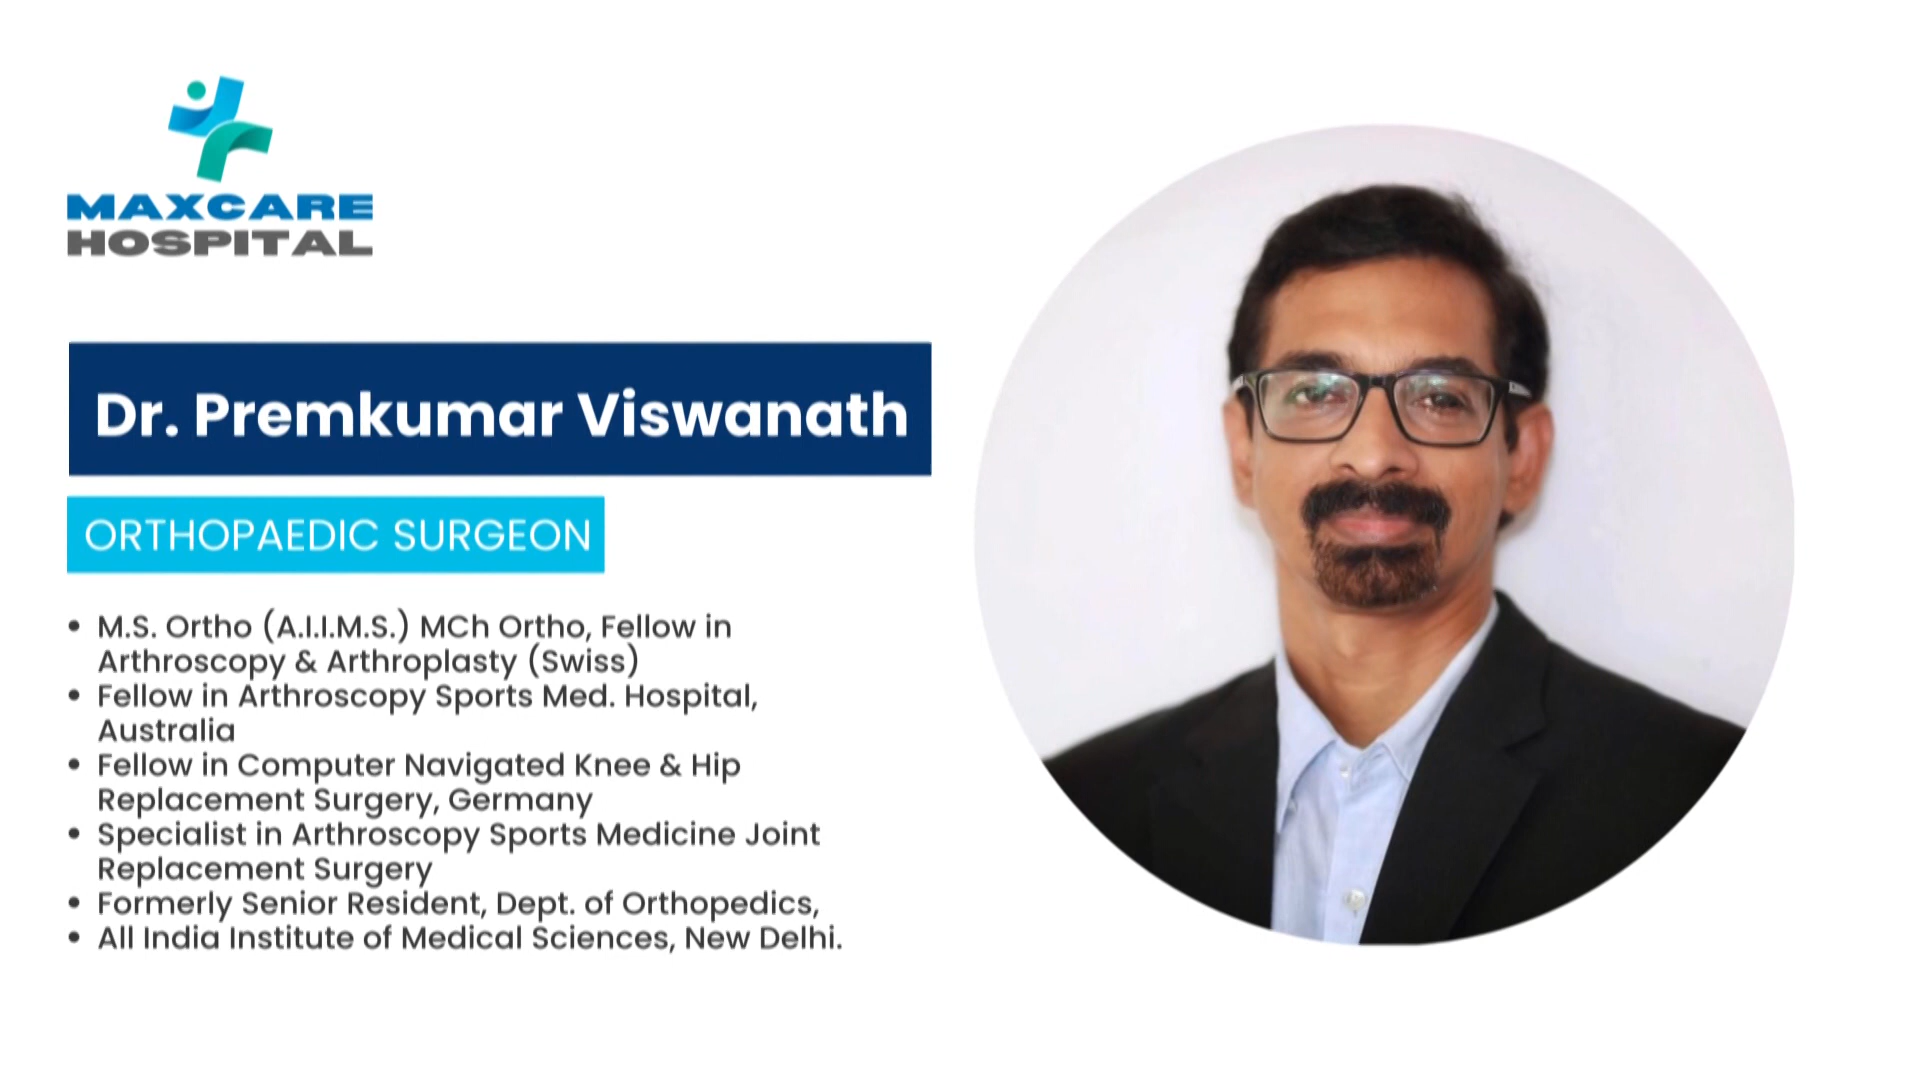 MAXCARE
HOSPITAL
Dr. Premkumar Viswanath
ORTHOPAEDIC SURGEON
• M.S. Ortho (A.I.I.M.S.) MCh Ortho, Fellow in
Arthroscopy & Arthroplasty (Swiss)
• Fellow in Arthroscopy Sports Med. Hospital,
Australia
• Fellow in Computer Navigated Knee & Hip
Replacement Surgery, Germany
• Specialist in Arthroscopy Sports Medicine Joint
Replacement Surgery
• Formerly Senior Resident, Dept. of Orthopedics,
• All India Institute of Medical Sciences, New Delhi.